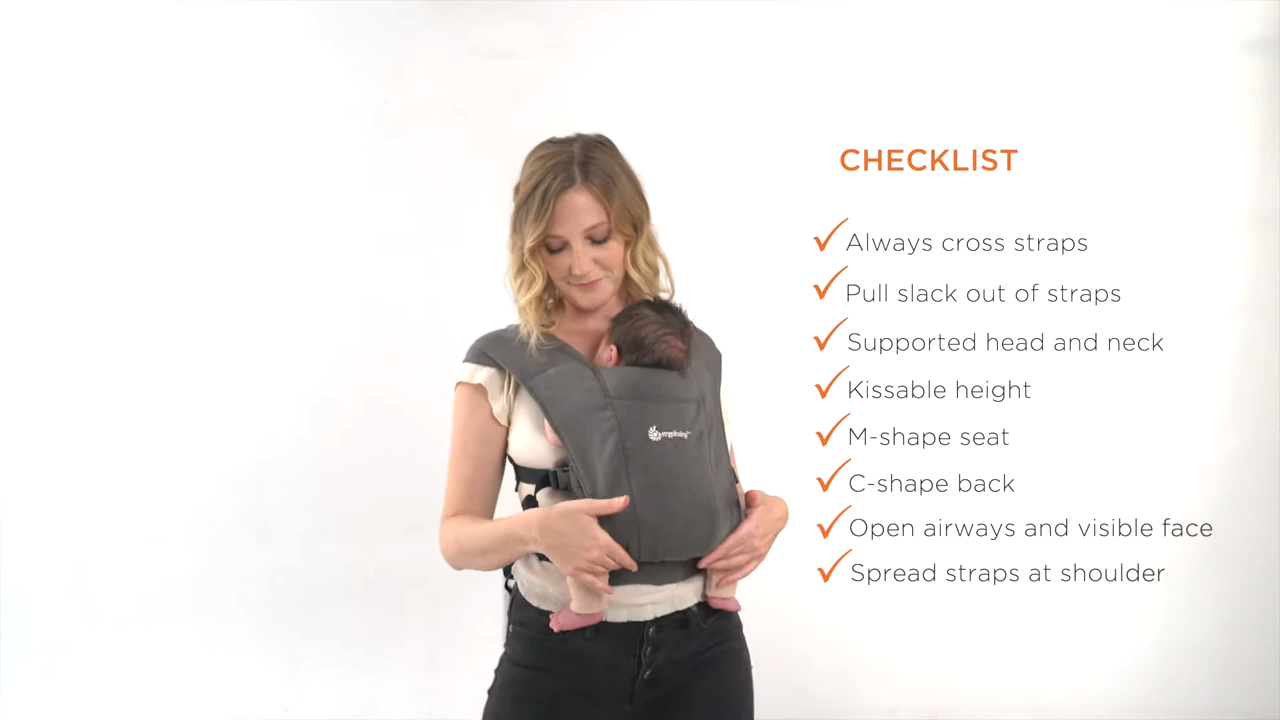 CHECKLIST
Always cross straps
Pull slack out of straps
Supported head and neck
Kissable height
M-shape seat
C-shape back
Open airways and visible face
Spread straps at shoulder
ergobaby